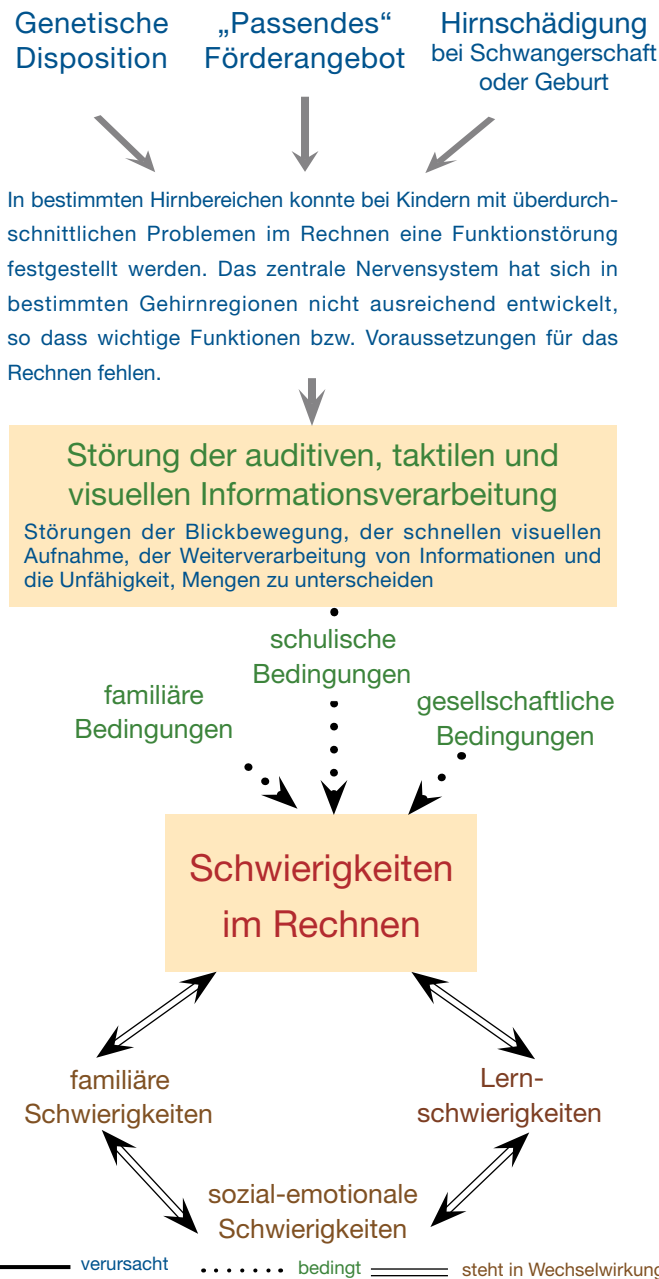 Genetische
Disposition
„Passendes“
Förderangebot
Hirnschädigung
bei Schwangerschaft
oder Geburt
In bestimmten Hirnbereichen konnte bei Kindern mit überdurch-
schnittlichen Problemen im Rechnen eine Funktionstörung
festgestellt werden. Das zentrale Nervensystem hat sich in
bestimmten Gehirnregionen nicht ausreichend entwickelt,
so dass wichtige Funktionen bzw. Voraussetzungen für das
Rechnen fehlen.
Störung der auditiven, taktilen und
visuellen Informationsverarbeitung
Störungen der Blickbewegung, der schnellen visuellen
Aufnahme, der Weiterverarbeitung von Informationen und
die Unfähigkeit, Mengen zu unterscheiden
schulische
Bedingungen
familiäre
Bedingungen
gesellschaftliche
Bedingungen
Schwierigkeiten
im Rechnen
familiäre
Schwierigkeiten
Lern-
schwierigkeiten
sozial-emotionale
Schwierigkeiten
verursacht
bedingt
steht in Wechselwirkung